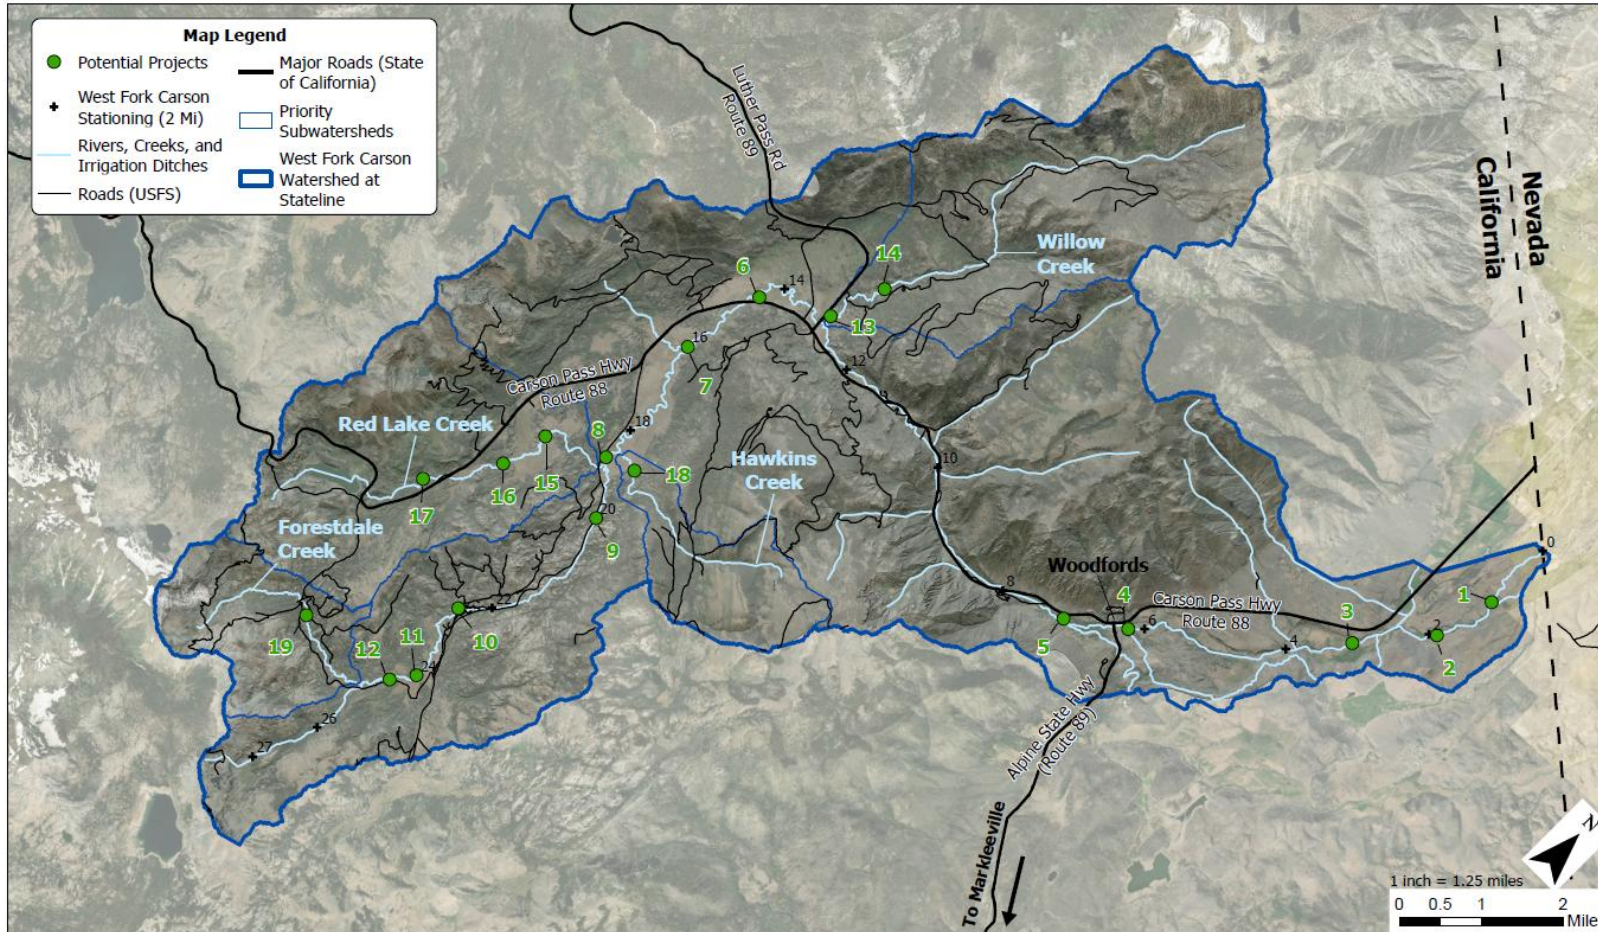 Map Legend
Potential Projects
West Fork Carson
Stationing (2 Mi)
Rivers, Creeks, and
Irrigation Ditches
Roads (USFS)
Major Roads (State
of California)
Priority
Subwatersheds
West Fork Carson
Watershed at
Stateline
Luther Pass Rd
Route 89
Nevada
California
Willow
Creek
14
6
14
13
16
12
7
Carson Pass Hwy
Route 88
Red Lake Creek
8
18
18
Hawkins
Creek
10
15
16
17
20
9
Forestdale
Creek
0
Woodfords
8
4
Carson Pass Hwy
Route 88
1
3
6
2
2
4
5
19
22
10
11
12
24
26
27
Alpine State Hwy
(Route 89)
To Markleeville
N
1 inch = 1.25 miles
0 0.5 1 2
Mile